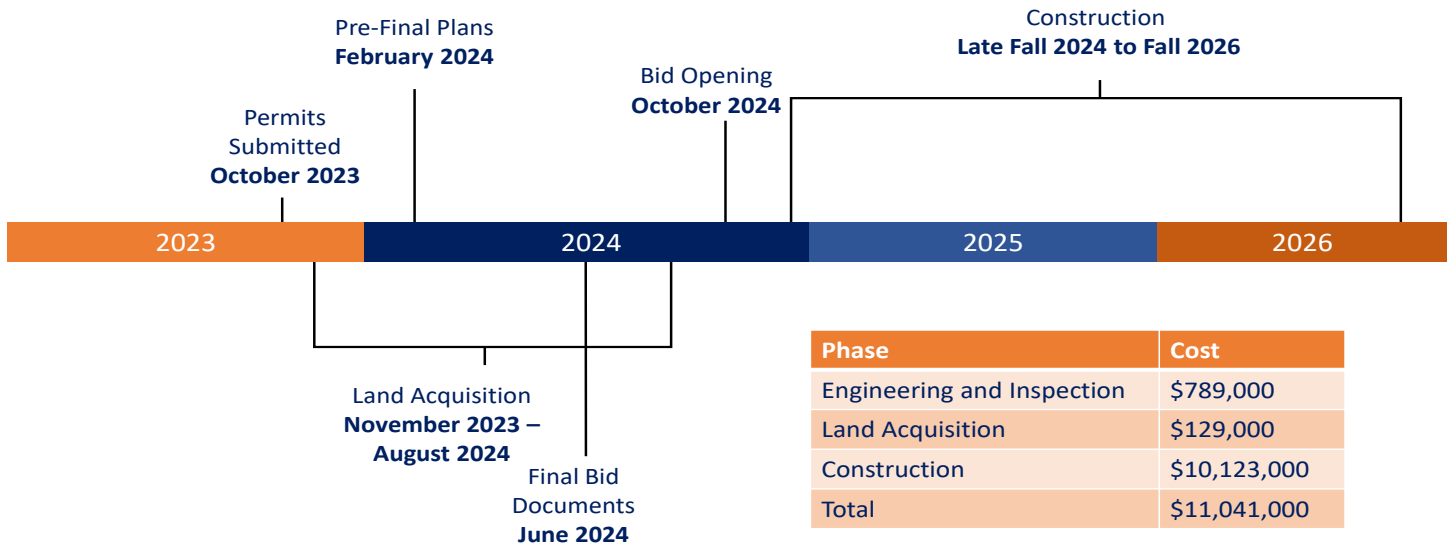 Construction
Late Fall 2024 to Fall 2026
Pre-Final Plans
February 2024
Bid Opening
October 2024
Permits
Submitted
October 2023
2023
2024
2025
2026
Land Acquisition
November 2023 –
August 2024
Final Bid
Documents
June 2024
Phase Cost
Engineering and Inspection $789,000
Land Acquisition $129,000
Construction $10,123,000
Total $11,041,000